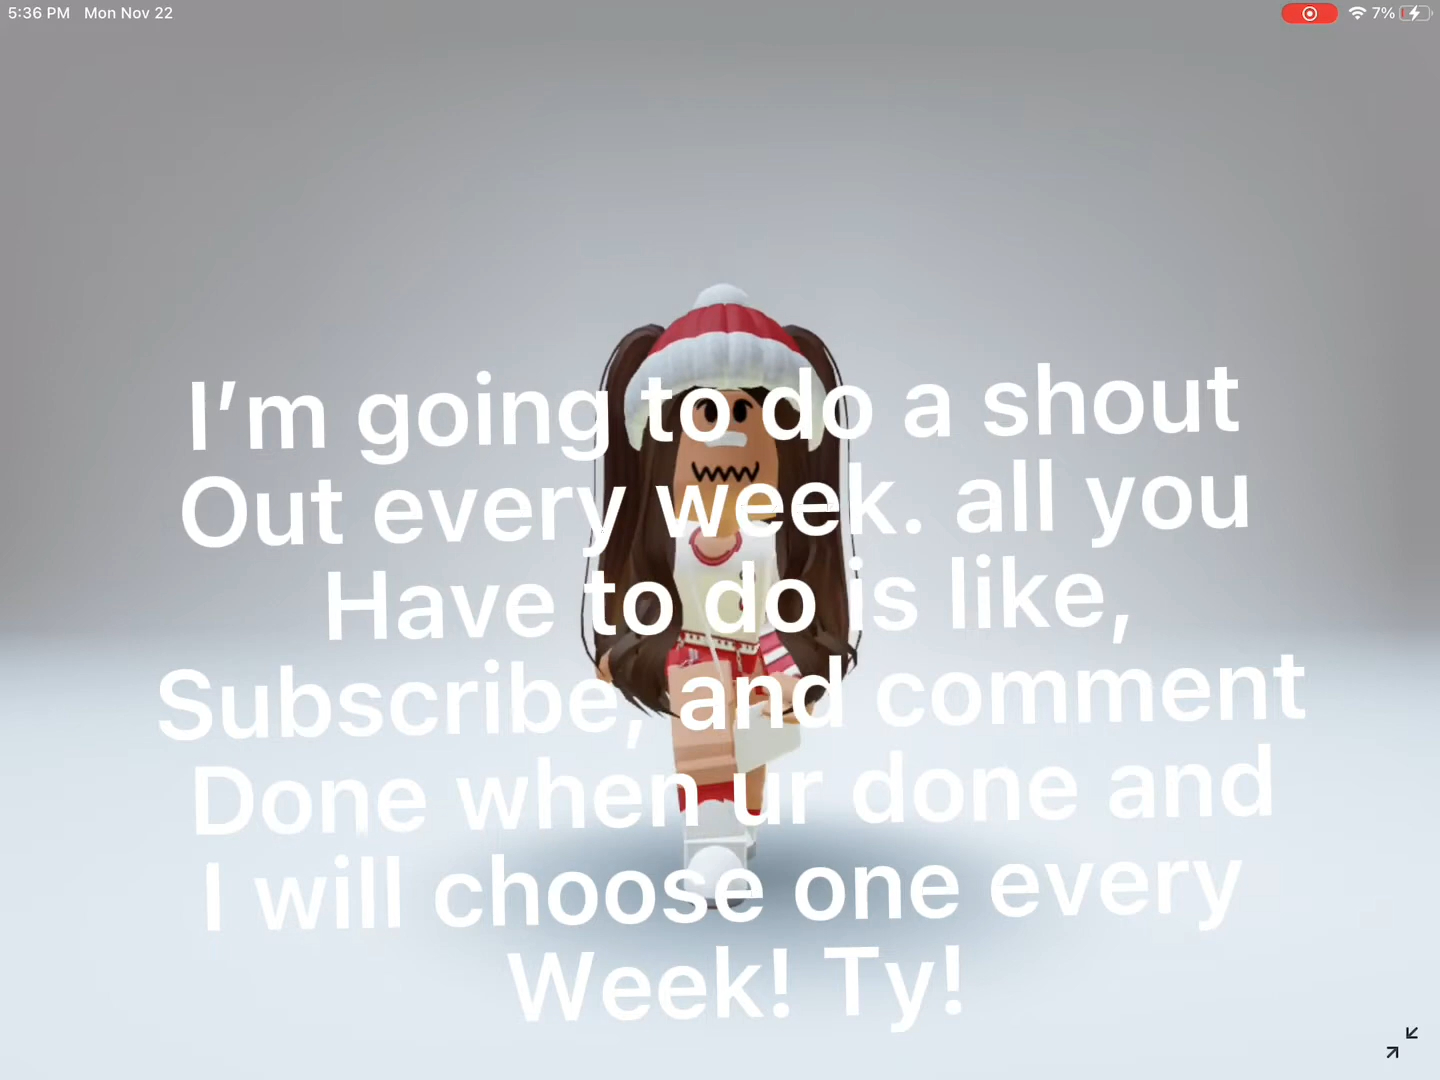 5:36 PM Mon Nov 22 7%
I’m going to do a shout
Out every week. all you
Have to do is like,
Subscribe, and comment
Done when ur done and
I will choose one every
Week! Ty!